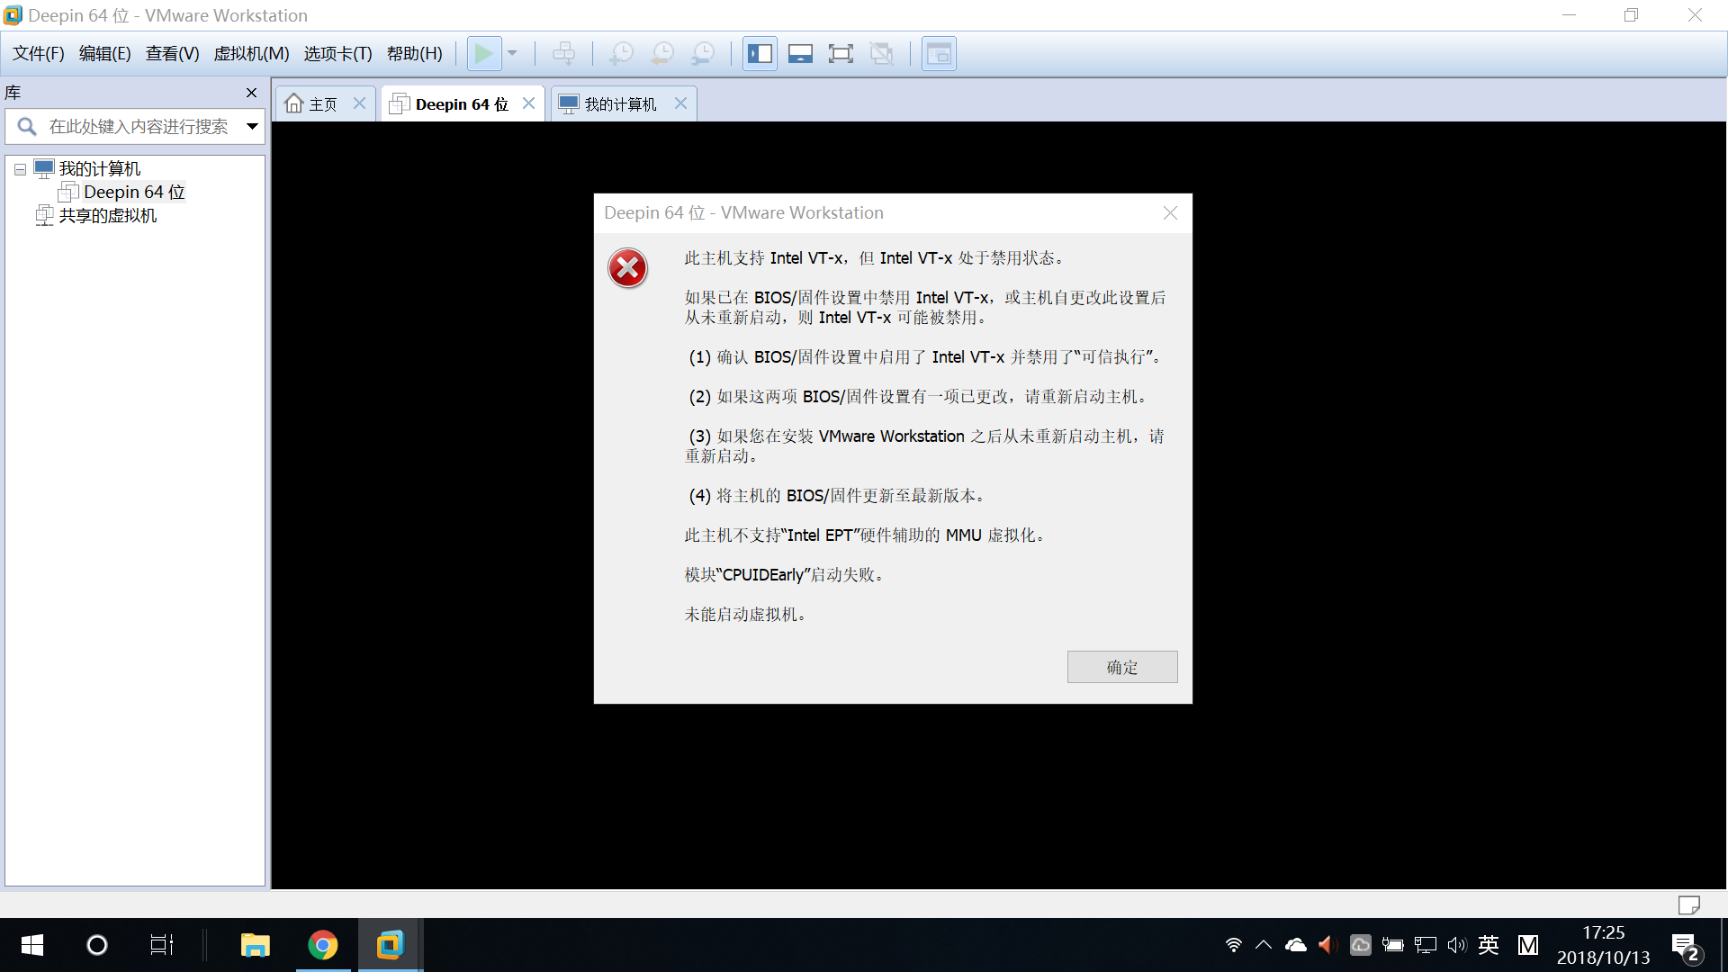 Deepin 64 位 - VMware Workstation
文件(F) 编辑(E) 查看(V) 虚拟机(M) 选项卡(T) 帮助(H)
库
主页
Deepin 64 位
我的计算机
在此处键入内容进行搜索
我的计算机
Deepin 64 位
共享的虚拟机
Deepin 64 位 - VMware Workstation
此主机支持 Intel VT-x，但 Intel VT-x 处于禁用状态。
如果已在 BIOS/固件设置中禁用 Intel VT-x，或主机自更改此设置后
从未重新启动，则 Intel VT-x 可能被禁用。
(1) 确认 BIOS/固件设置中启用了 Intel VT-x 并禁用了“可信执行”。
(2) 如果这两项 BIOS/固件设置有一项已更改，请重新启动主机。
(3) 如果您在安装 VMware Workstation 之后从未重新启动主机，请
重新启动。
(4) 将主机的 BIOS/固件更新至最新版本。
此主机不支持“Intel EPT”硬件辅助的 MMU 虚拟化。
模块“CPUIDEarly”启动失败。
未能启动虚拟机。
确定
英
M
17:25
2018/10/13
2